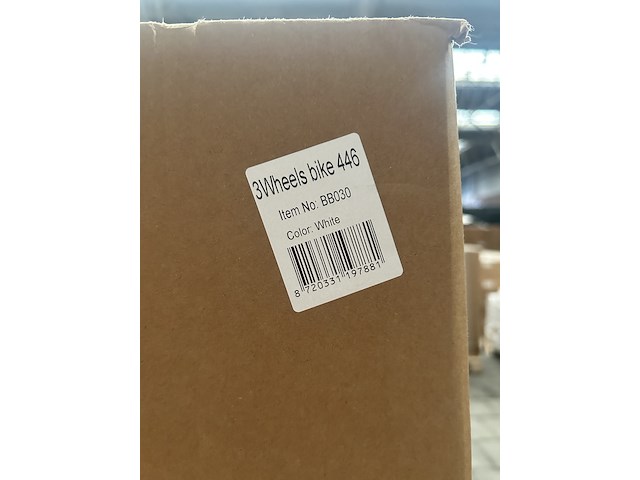 3Wheels bike 446
Item No: BB030
Color: White
8 720331 197881